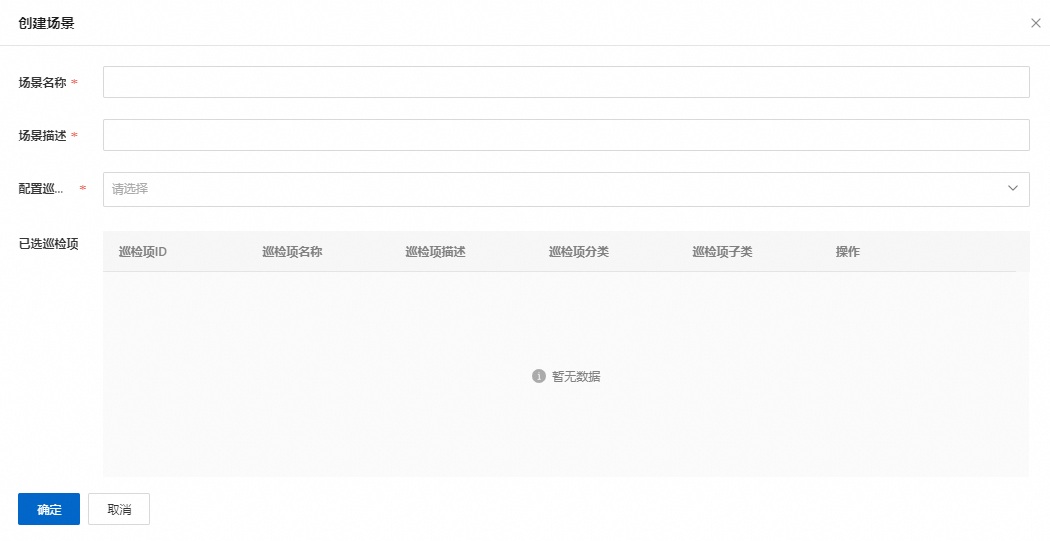 创建场景
场景名称 *
场景描述 *
配置巡... * 请选择
已选巡检项
巡检项ID 巡检项名称 巡检项描述 巡检项分类 巡检项子类 操作
暂无数据
确定 取消